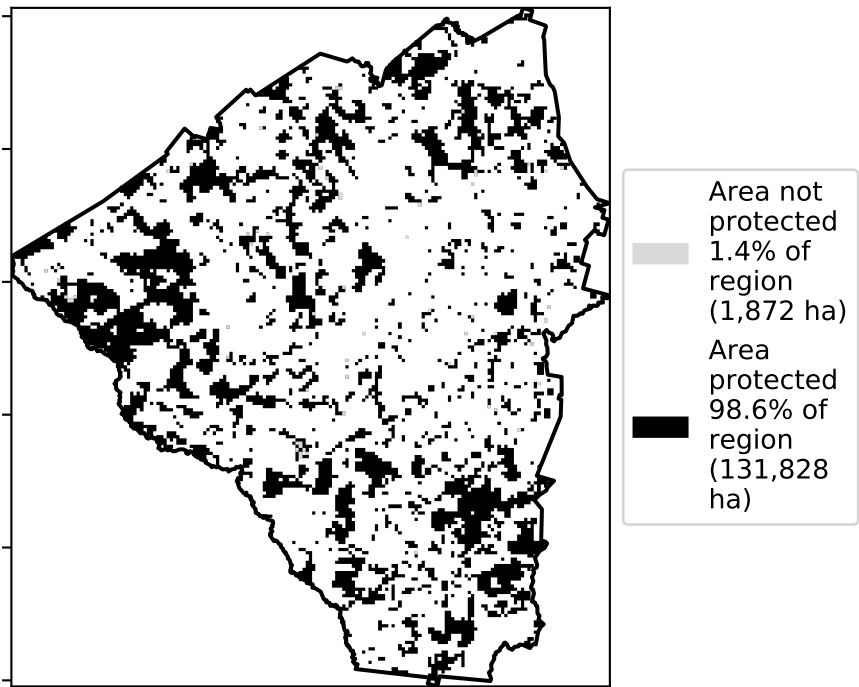 Area not
protected
1.4% of
region
(1,872 ha)
Area
protected
98.6% of
region
(131,828
ha)